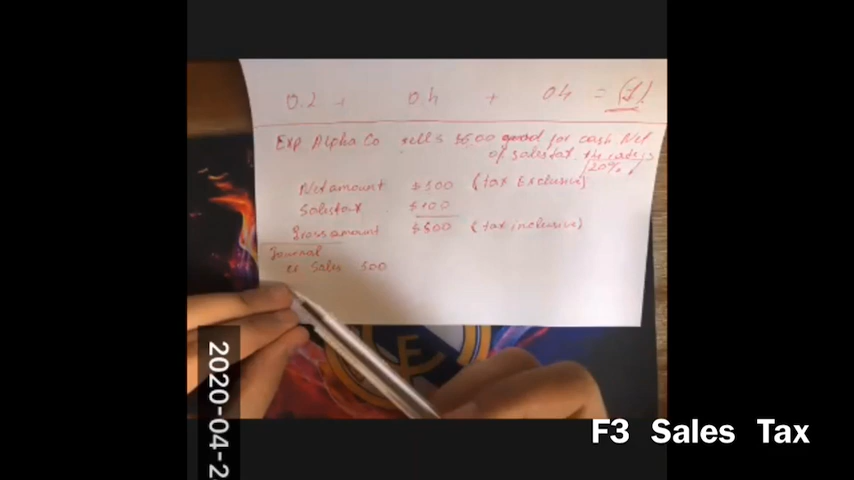 0.2 + 0.4 + 0.4 = (1)
Exp Alpha Co sells $500 good for cash Net
of sales tax. the rate is
20%
Net amount $500 (tax Exclusive)
Sales tax $100
Gross amount $600 (tax inclusive)
Journal
cr Sales 500
2020-04-2
F3 Sales Tax